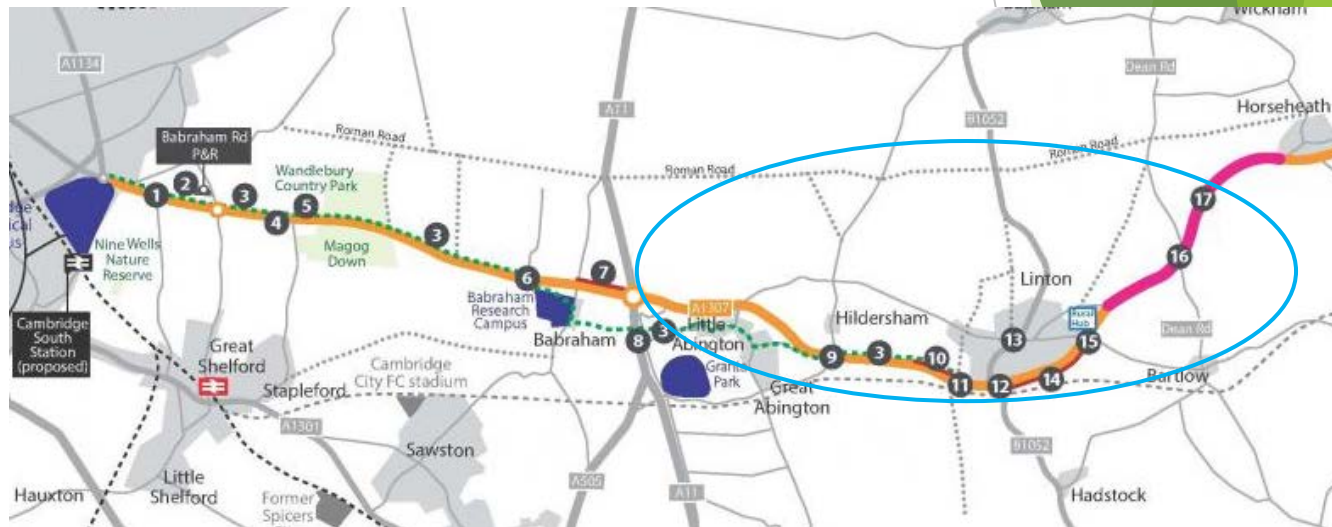 Wickham
A1134
Dean Rd
A11
Horseheath
B1052
Babraham Rd
P&R
Roman Road
Roman Road
Roman Road
Wandlebury
Country Park
1
2
3
4
5
3
17
16
Nine Wells
Nature
Reserve
Magog
Down
6
7
Linton
Babraham
Research
Campus
A1307
Hildersham
Rural
Hub
Dean Rd
Cambridge
South
Station
(proposed)
Babraham
8
3
Little
Abington
9
3
10
13
15
Great
Shelford
Stapleford
Cambridge
City FC stadium
Granta
Park
Great
Abington
11
12
14
Bartlow
A1301
Sawston
B1052
Hauxton
Little
Shelford
Former
Spicers
A505
A11
Hadstock